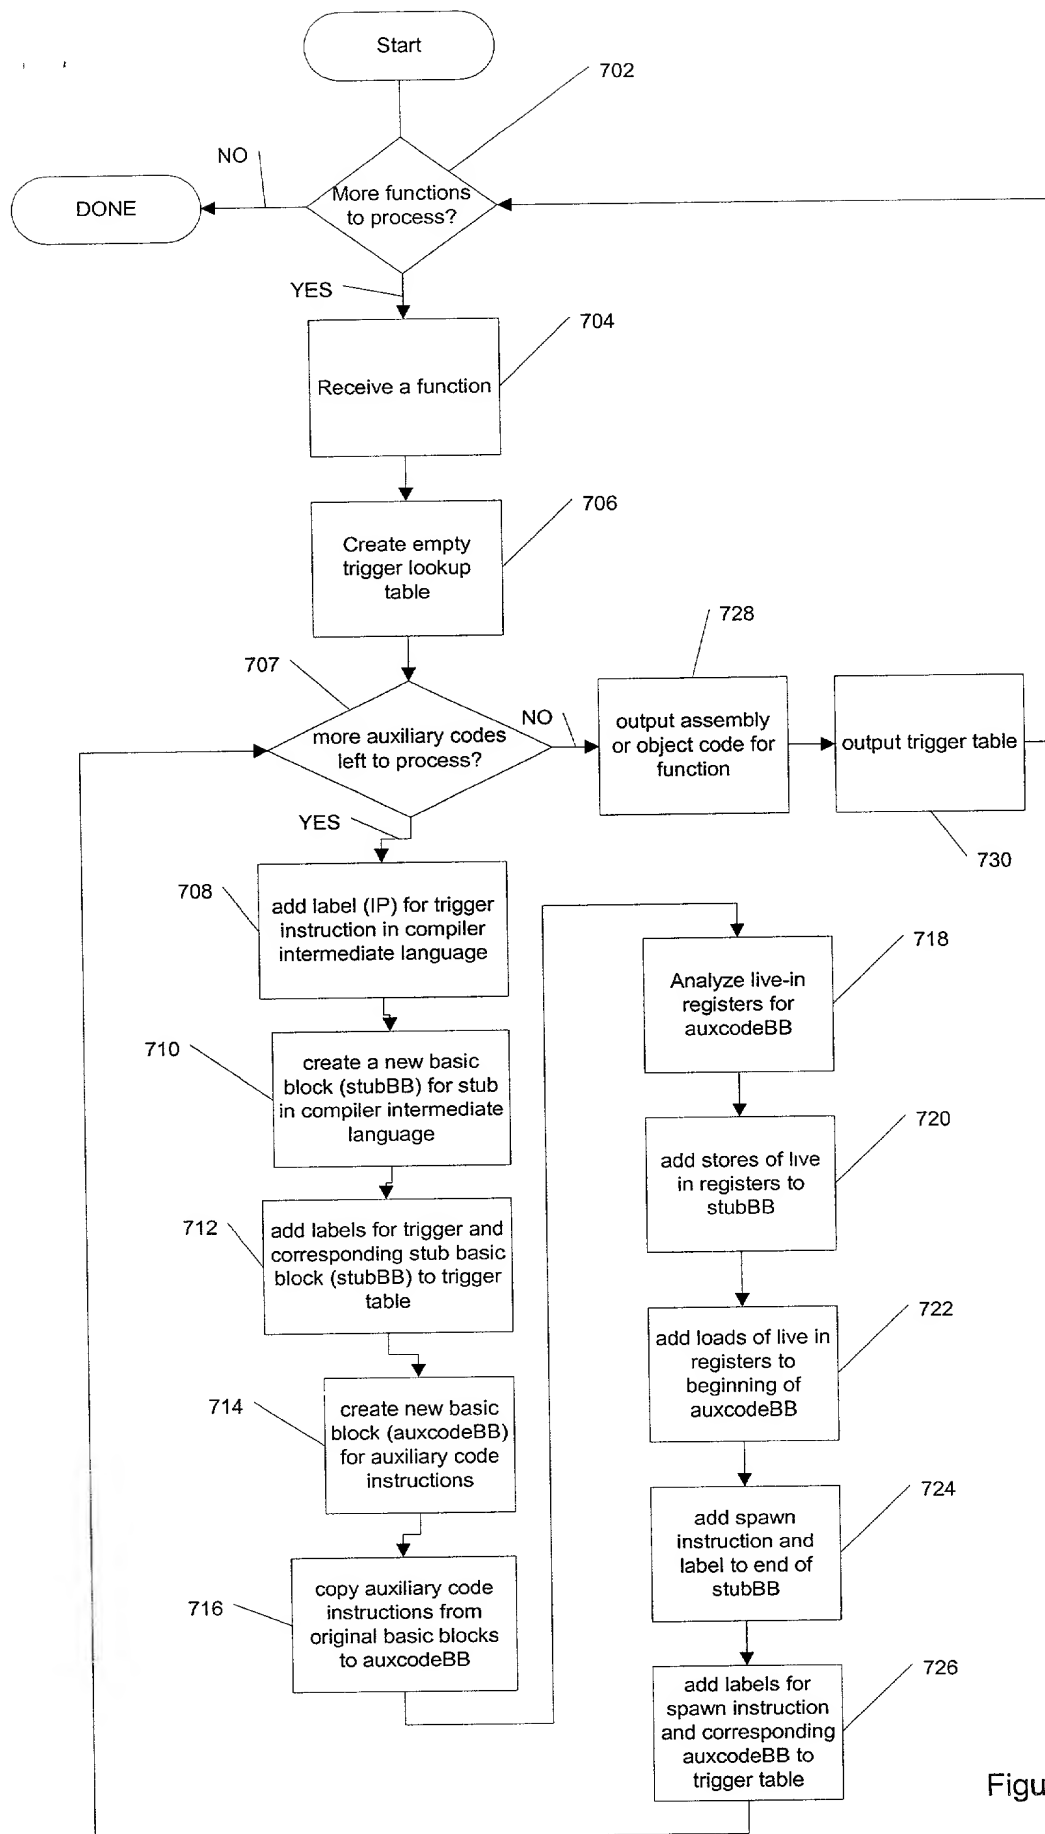 Start
702
NO
More functions
to process?
DONE
YES
704
Receive a function
706
Create empty
trigger lookup
table
728
707
NO
more auxiliary codes
left to process?
output assembly
or object code for
function
output trigger table
YES
730
708
add label (IP) for trigger
instruction in compiler
intermediate language
718
Analyze live-in
registers for
auxcodeBB
710
create a new basic
block (stubBB) for stub
in compiler intermediate
language
720
add stores of live
in registers to
stubBB
712
add labels for trigger and
corresponding stub basic
block (stubBB) to trigger
table
722
add loads of live in
registers to
beginning of
auxcodeBB
714
create new basic
block (auxcodeBB)
for auxiliary code
instructions
724
add spawn
instruction and
label to end of
stubBB
716
copy auxiliary code
instructions from
original basic blocks
to auxcodeBB
726
add labels for
spawn instruction
and corresponding
auxcodeBB to
trigger table
Figu